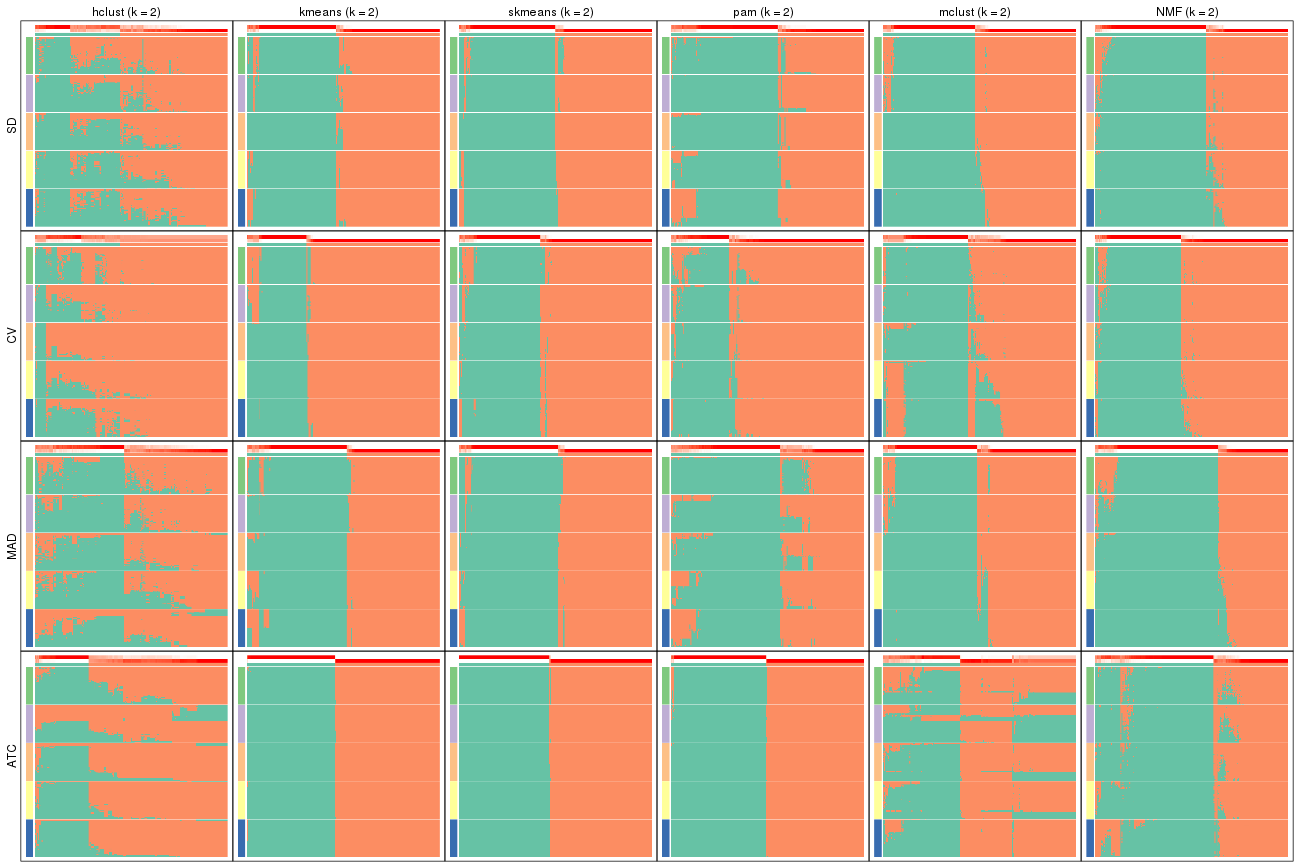 hclust (k = 2) kmeans (k = 2) skmeans (k = 2) pam (k = 2) mclust (k = 2) NMF (k = 2)
SD
CV
MAD
ATC